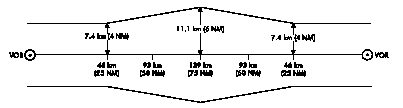 11.1 km (6 NM)
7.4 km (4 NM)
7.4 km (4 NM)
VOR
VOR
46 km
(25 NM)
93 km
(50 NM)
139 km
(75 NM)
93 km
(50 NM)
46 km
(25 NM)